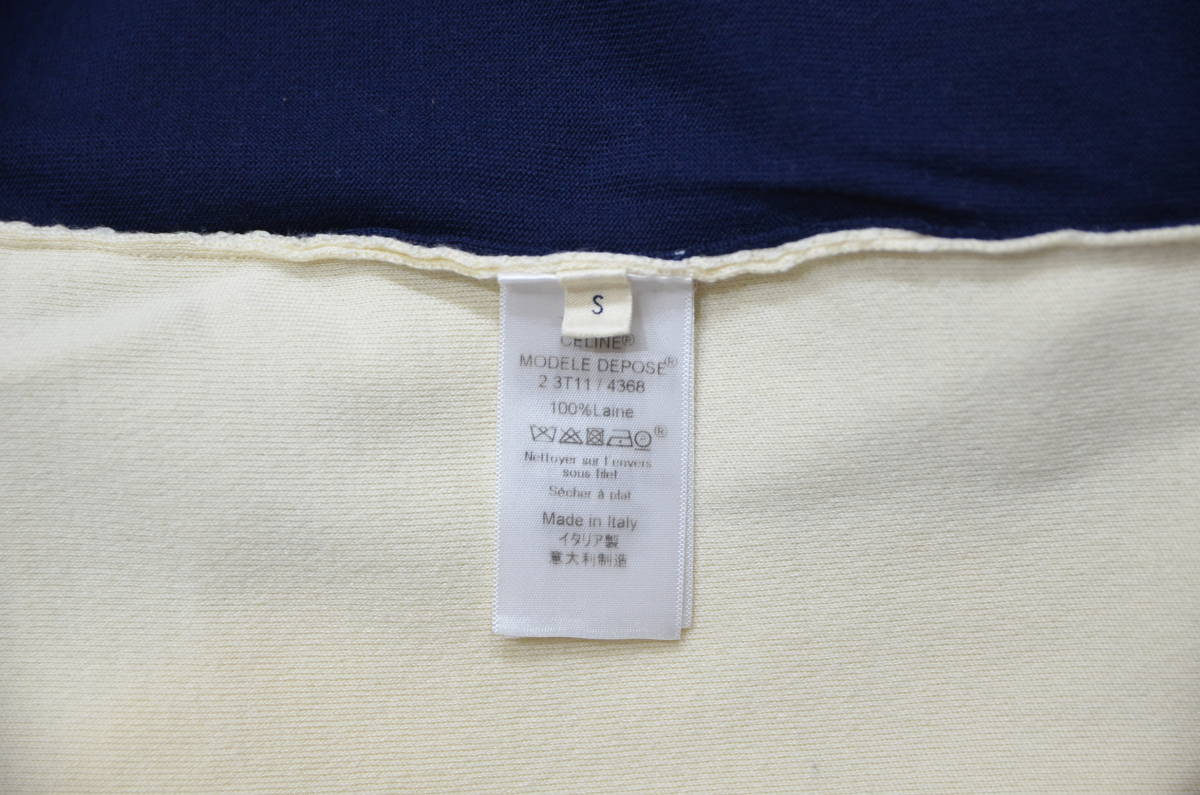 S
CELINE®
MODELE DEPOSE®
2 3T11 / 4368
100%Laine
®
Nettoyer sur l'envers
sous filet
Sécher à plat
Made in Italy
イタリア製
意大利制造